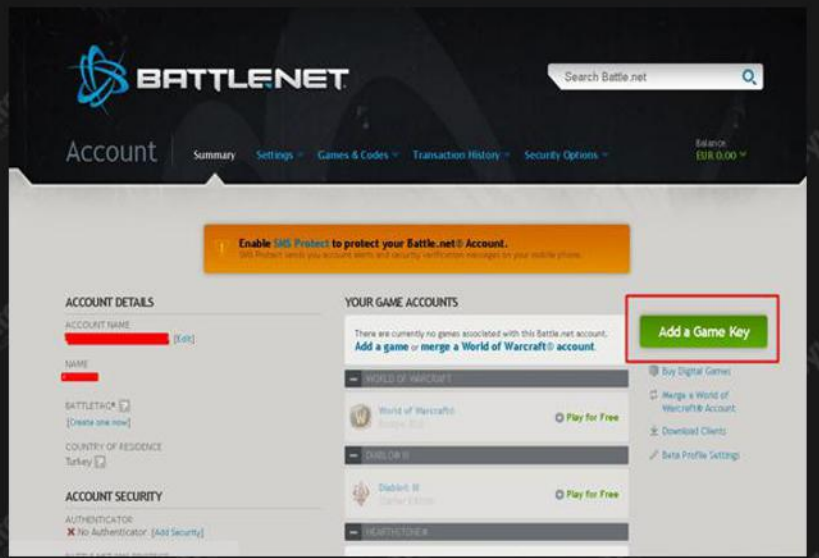 BATTLE.NET
Search Battle.net
Account
Summary
Settings
Games & Codes
Transaction History
Security Options
Balance
EUR 0.00
Enable SMS Protect to protect your Battle.net® Account.
SMS Protect sends you account alerts and security verification messages on your mobile phone.
ACCOUNT DETAILS
ACCOUNT NAME
[Edit]
NAME
BATTLETAG®
[Create one now]
COUNTRY OF RESIDENCE
Turkey
ACCOUNT SECURITY
AUTHENTICATOR
No Authenticator [Add Security]
YOUR GAME ACCOUNTS
There are currently no games associated with this Battle.net account.
Add a game or merge a World of Warcraft® account.
WORLD OF WARCRAFT
World of Warcraft®
Play for Free
DIABLO® III
Diablo® III
Starter Edition
Play for Free
HEARTHSTONE®
Add a Game Key
Buy Digital Games
Merge a World of
Warcraft® Account
Download Clients
Beta Profile Settings